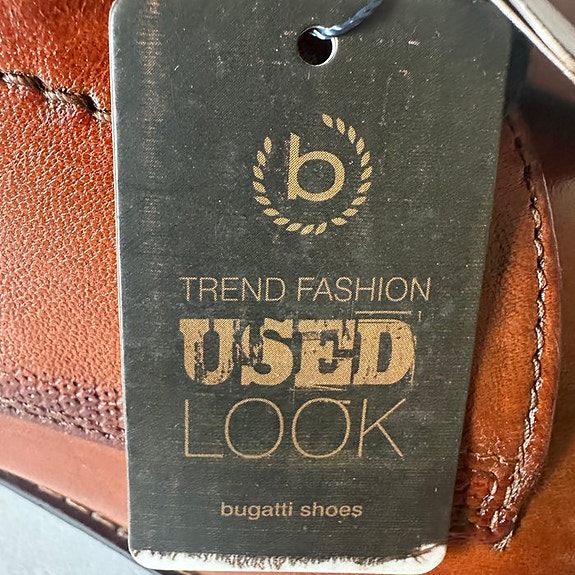 b
TREND FASHION
USED
LOOK
bugatti shoes